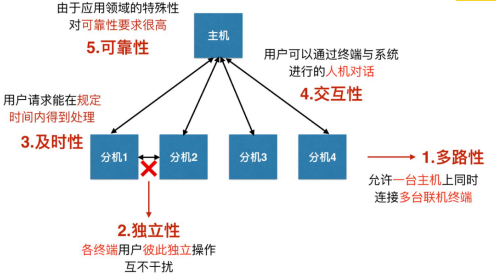 由于应用领域的特殊性
对可靠性要求很高
5.可靠性
主机
用户可以通过终端与系统
进行的人机对话
4.交互性
用户请求能在规定
时间内得到处理
3.及时性
分机1
分机2
分机3
分机4
1.多路性
允许一台主机上同时
连接多台联机终端
2.独立性
各终端用户彼此独立操作
互不干扰